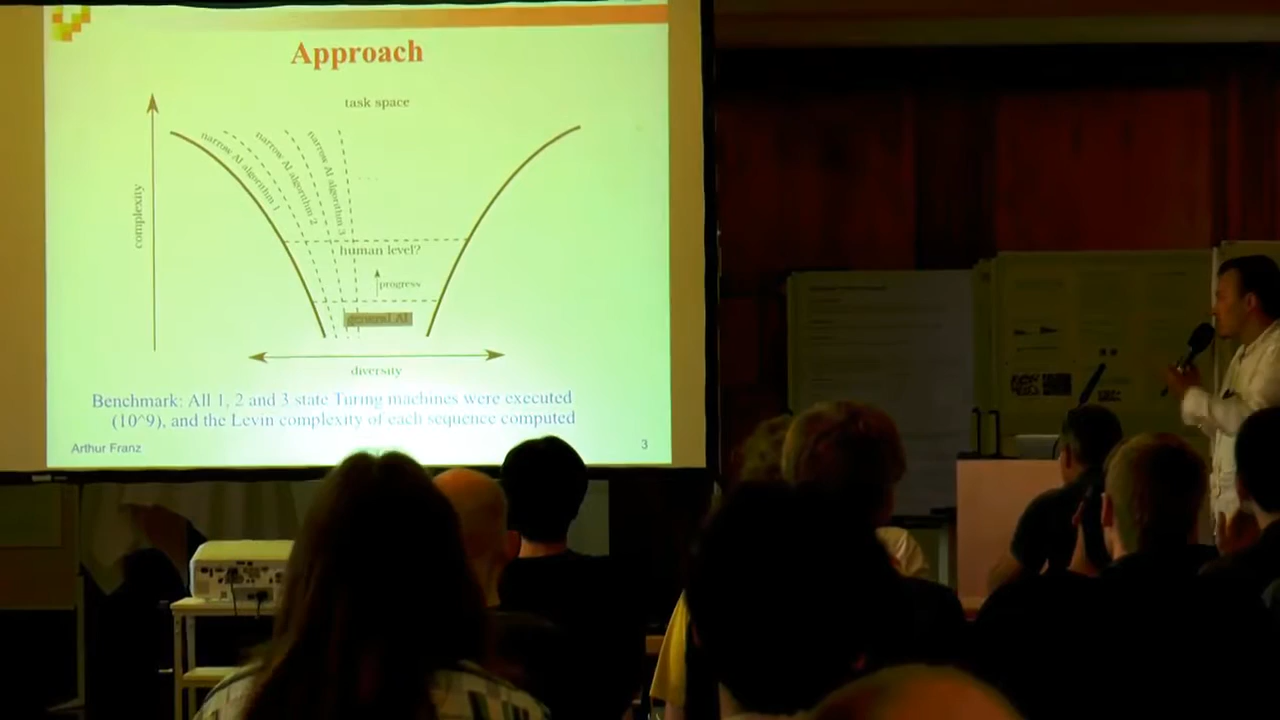 Approach
task space
complexity
narrow AI algorithm 1
narrow AI algorithm 2
narrow AI algorithm 3
....
human level?
progress
general AI
diversity
Benchmark: All 1, 2 and 3 state Turing machines were executed
(10^9), and the Levin complexity of each sequence computed
Arthur Franz
3